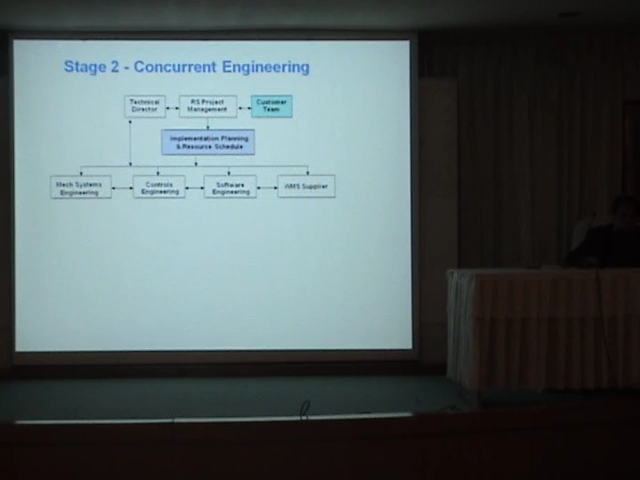 Stage 2 - Concurrent Engineering
Technical
Director
RS Project
Management
Customer
Team
Implementation Planning
& Resource Schedule
Mech Systems
Engineering
Controls
Engineering
Software
Engineering
WMS Supplier